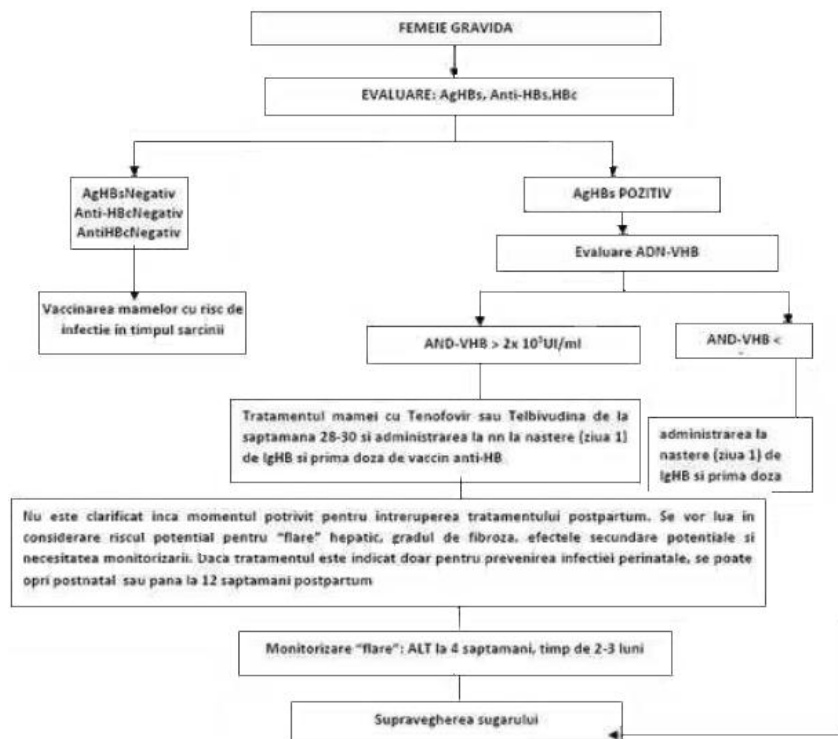 FEMEIE GRAVIDA
EVALUARE: AgHBs, Anti-HBs,HBc
AgHBsNegativ
Anti-HBcNegativ
AntiHBcNegativ
AgHBs POZITIV
Evaluare ADN-VHB
Vaccinarea mamelor cu risc de
infectie in timpul sarcinii
AND-VHB > 2x 10⁵UI/ml
AND-VHB <
Tratamentul mamei cu Tenofovir sau Telbivudina de la
saptamana 28-30 si administrarea la nn la nastere (ziua 1)
de IgHB si prima doza de vaccin anti-HB
administrarea la
nastere (ziua 1) de
IgHB si prima doza
Nu este clarificat inca momentul potrivit pentru intreruperea tratamentului postpartum. Se vor lua in
considerare riscul potential pentru "flare" hepatic, gradul de fibroza, efectele secundare potentiale si
necesitatea monitorizarii. Daca tratamentul este indicat doar pentru prevenirea infectiei perinatale, se poate
opri postnatal sau pana la 12 saptamani postpartum
Monitorizare "flare": ALT la 4 saptamani, timp de 2-3 luni
Supravegherea sugarului